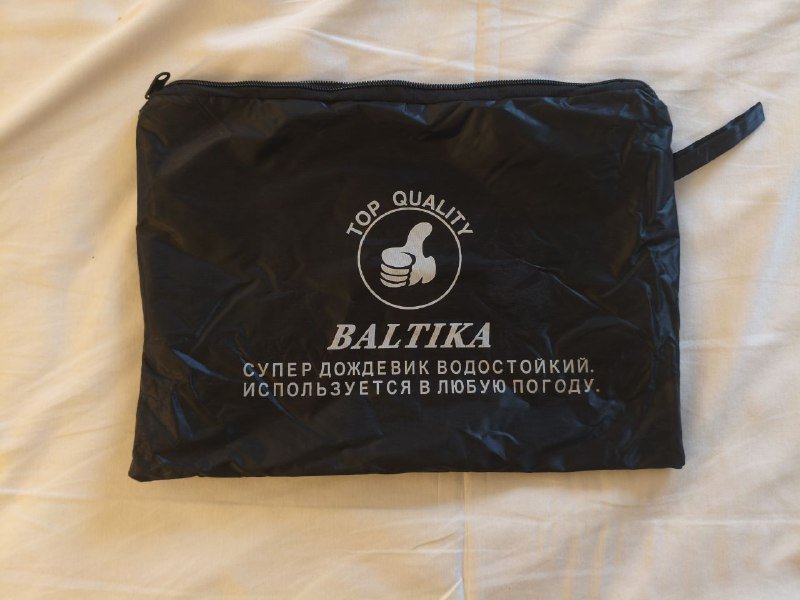 TOP QUALITY
BALTIKA
СУПЕР ДОЖДЕВИК ВОДОСТОЙКИЙ.
ИСПОЛЬЗУЕТСЯ В ЛЮБУЮ ПОГОДУ.